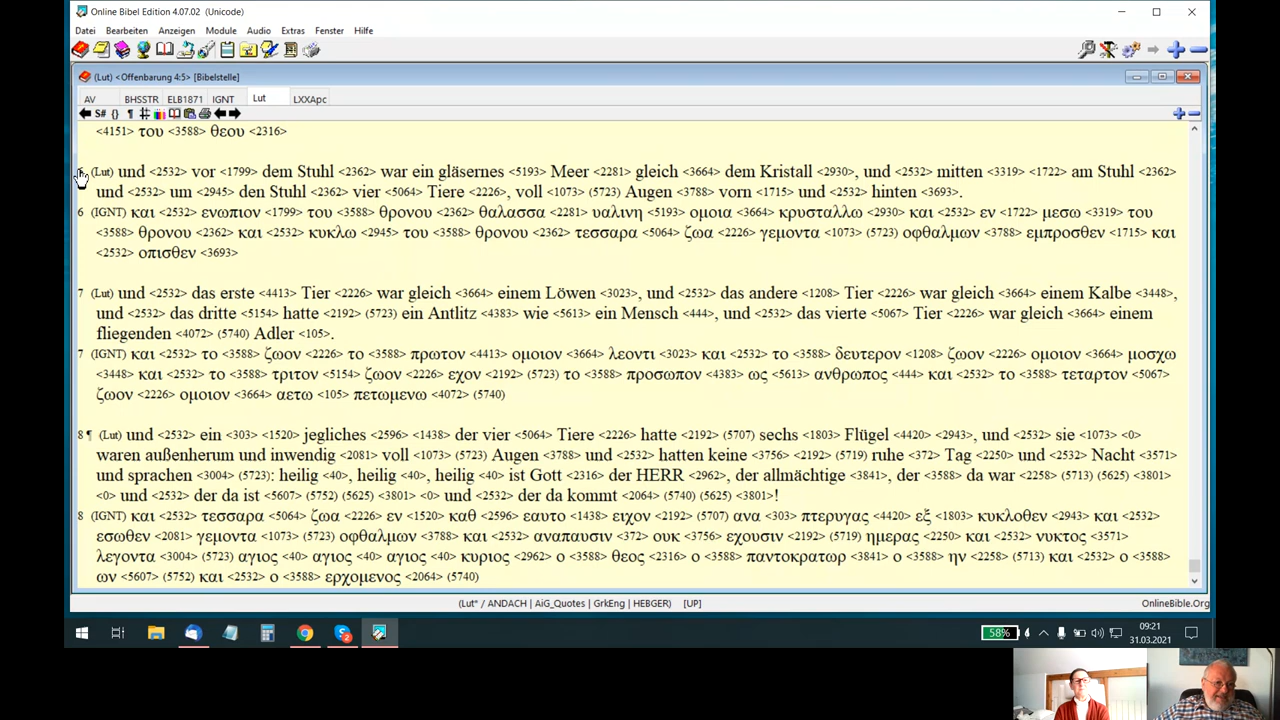 Online Bibel Edition 4.07.02 (Unicode)
Datei Bearbeiten Anzeigen Module Audio Extras Fenster Hilfe
(Lut) <Offenbarung 4:5> [Bibelstelle]
AV BHSSTR ELB1871 IGNT Lut LXXApc
S# {} ¶
<4151> του <3588> θεου <2316>
(Lut) und <2532> vor <1799> dem Stuhl <2362> war ein gläsernes <5193> Meer <2281> gleich <3664> dem Kristall <2930>, und <2532> mitten <3319> <1722> am Stuhl <2362>
und <2532> um <2945> den Stuhl <2362> vier <5064> Tiere <2226>, voll <1073> (5723) Augen <3788> vorn <1715> und <2532> hinten <3693>.
6 (IGNT) και <2532> ενωπιον <1799> του <3588> θρονου <2362> θαλασσα <2281> υαλινη <5193> ομοια <3664> κρυσταλλω <2930> και <2532> εν <1722> μεσω <3319> του
<3588> θρονου <2362> και <2532> κυκλω <2945> του <3588> θρονου <2362> τεσσαρα <5064> ζωα <2226> γεμοντα <1073> (5723) οφθαλμων <3788> εμπροσθεν <1715> και
<2532> οπισθεν <3693>
7 (Lut) und <2532> das erste <4413> Tier <2226> war gleich <3664> einem Löwen <3023>, und <2532> das andere <1208> Tier <2226> war gleich <3664> einem Kalbe <3448>,
und <2532> das dritte <5154> hatte <2192> (5723) ein Antlitz <4383> wie <5613> ein Mensch <444>, und <2532> das vierte <5067> Tier <2226> war gleich <3664> einem
fliegenden <4072> (5740) Adler <105>.
7 (IGNT) και <2532> το <3588> ζωον <2226> το <3588> πρωτον <4413> ομοιον <3664> λεοντι <3023> και <2532> το <3588> δευτερον <1208> ζωον <2226> ομοιον <3664> μοσχω
<3448> και <2532> το <3588> τριτον <5154> ζωον <2226> εχον <2192> (5723) το <3588> προσωπον <4383> ως <5613> ανθρωπος <444> και <2532> το <3588> τεταρτον <5067>
ζωον <2226> ομοιον <3664> αετω <105> πετωμενω <4072> (5740)
8 ¶ (Lut) und <2532> ein <303> <1520> jegliches <2596> <1438> der vier <5064> Tiere <2226> hatte <2192> (5707) sechs <1803> Flügel <4420> <2943>, und <2532> sie <1073> <0>
waren außenherum und inwendig <2081> voll <1073> (5723) Augen <3788> und <2532> hatten keine <3756> <2192> (5719) ruhe <372> Tag <2250> und <2532> Nacht <3571>
und sprachen <3004> (5723): heilig <40>, heilig <40>, heilig <40> ist Gott <2316> der HERR <2962>, der allmächtige <3841>, der <3588> da war <2258> (5713) (5625) <3801>
<0> und <2532> der da ist <5607> (5752) (5625) <3801> <0> und <2532> der da kommt <2064> (5740) (5625) <3801>!
8 (IGNT) και <2532> τεσσαρα <5064> ζωα <2226> εν <1520> καθ <2596> εαυτο <1438> ειχον <2192> (5707) ανα <303> πτερυγας <4420> εξ <1803> κυκλοθεν <2943> και <2532>
εσωθεν <2081> γεμοντα <1073> (5723) οφθαλμων <3788> και <2532> αναπαυσιν <372> ουκ <3756> εχουσιν <2192> (5719) ημερας <2250> και <2532> νυκτος <3571>
λεγοντα <3004> (5723) αγιος <40> αγιος <40> αγιος <40> κυριος <2962> ο <3588> θεος <2316> ο <3588> παντοκρατωρ <3841> ο <3588> ην <2258> (5713) και <2532> ο <3588>
ων <5607> (5752) και <2532> ο <3588> ερχομενος <2064> (5740)
(Lut* / ANDACH | AiG_Quotes | GrkEng | HEBGER) [UP] OnlineBible.Org
58% 09:21
31.03.2021